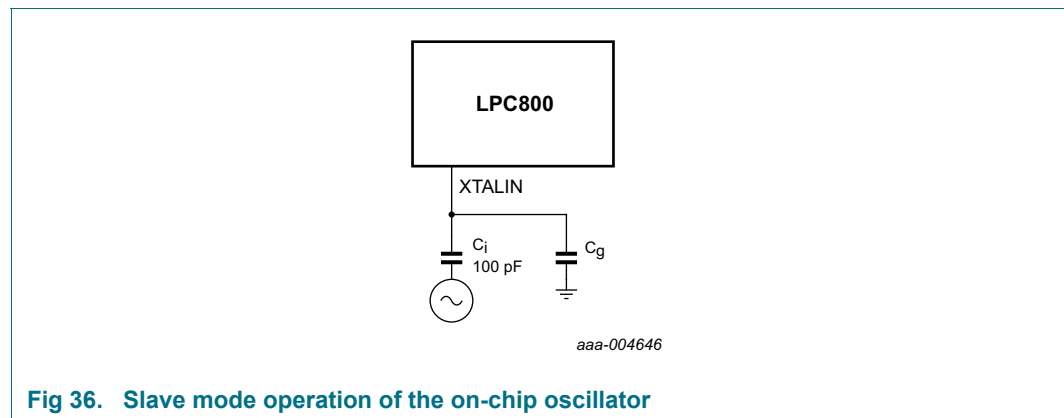 LPC800
XTALIN
Ci
100 pF
Cg
aaa-004646
Fig 36. Slave mode operation of the on-chip oscillator